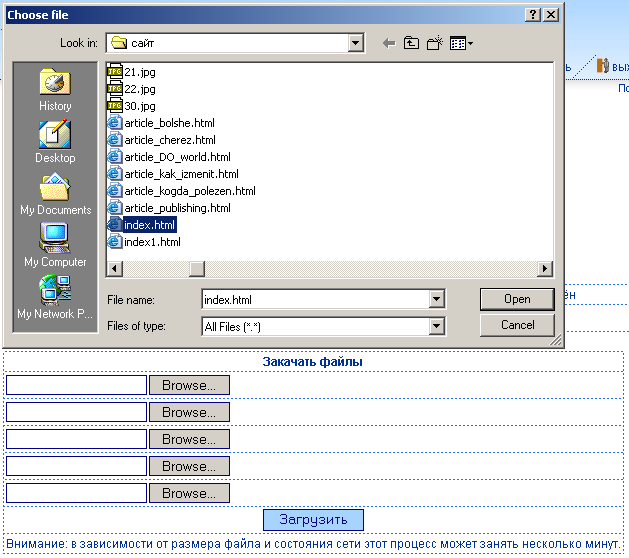 Choose file
Look in: сайт
ь
вых
По
History
Desktop
My Documents
My Computer
My Network P...
21.jpg
22.jpg
30.jpg
article_bolshe.html
article_cherez.html
article_DO_world.html
article_kak_izmenit.html
article_kogda_polezen.html
article_publishing.html
index.html
index1.html
File name: index.html Open
ён
Files of type: All Files (*.*) Cancel
Закачать файлы
Browse...
Browse...
Browse...
Browse...
Browse...
Загрузить
Внимание: в зависимости от размера файла и состояния сети этот процесс может занять несколько минут.